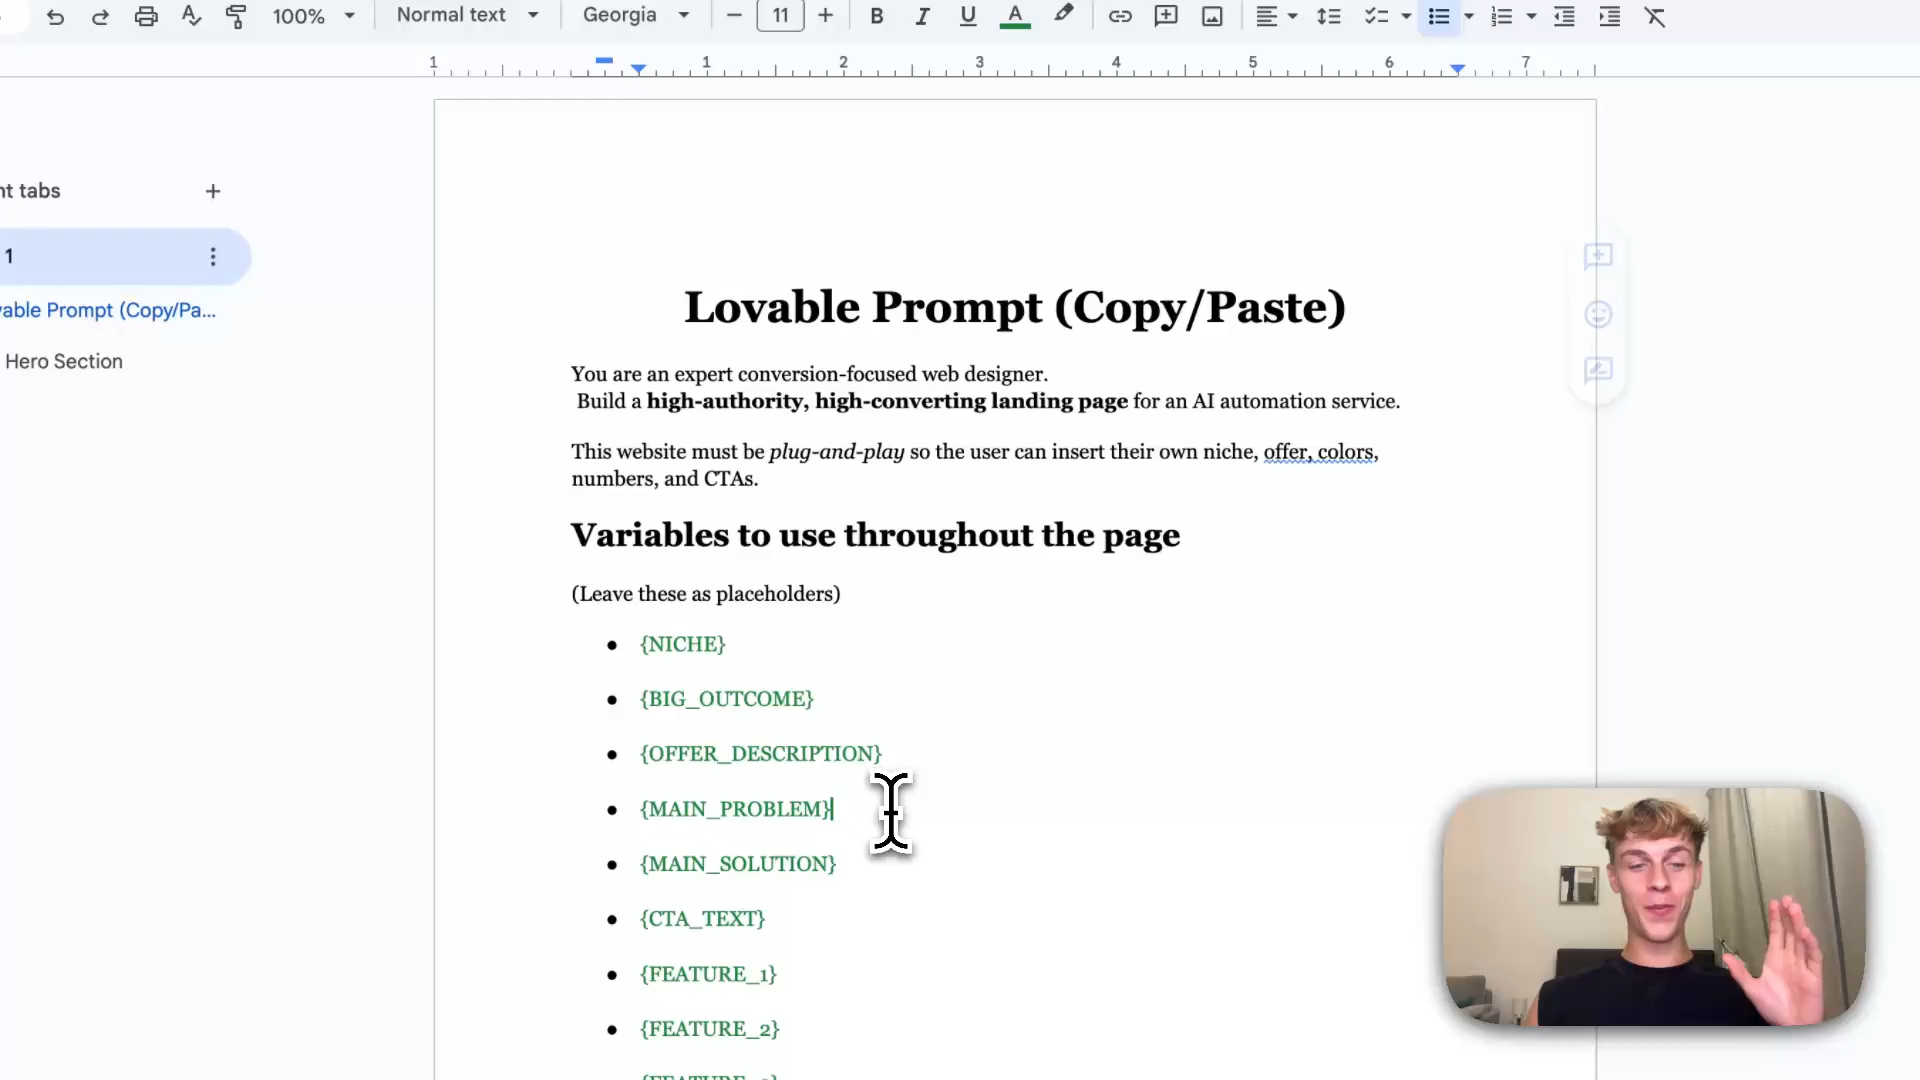 100%
Normal text
Georgia
11
B
I
U
A
1
1
2
3
4
5
6
7
nt tabs
1
vable Prompt (Copy/Pa...
Hero Section
Lovable Prompt (Copy/Paste)
You are an expert conversion-focused web designer.
Build a high-authority, high-converting landing page for an AI automation service.
This website must be plug-and-play so the user can insert their own niche, offer, colors,
numbers, and CTAs.
Variables to use throughout the page
(Leave these as placeholders)
{NICHE}
{BIG_OUTCOME}
{OFFER_DESCRIPTION}
{MAIN_PROBLEM}
{MAIN_SOLUTION}
{CTA_TEXT}
{FEATURE_1}
{FEATURE_2}